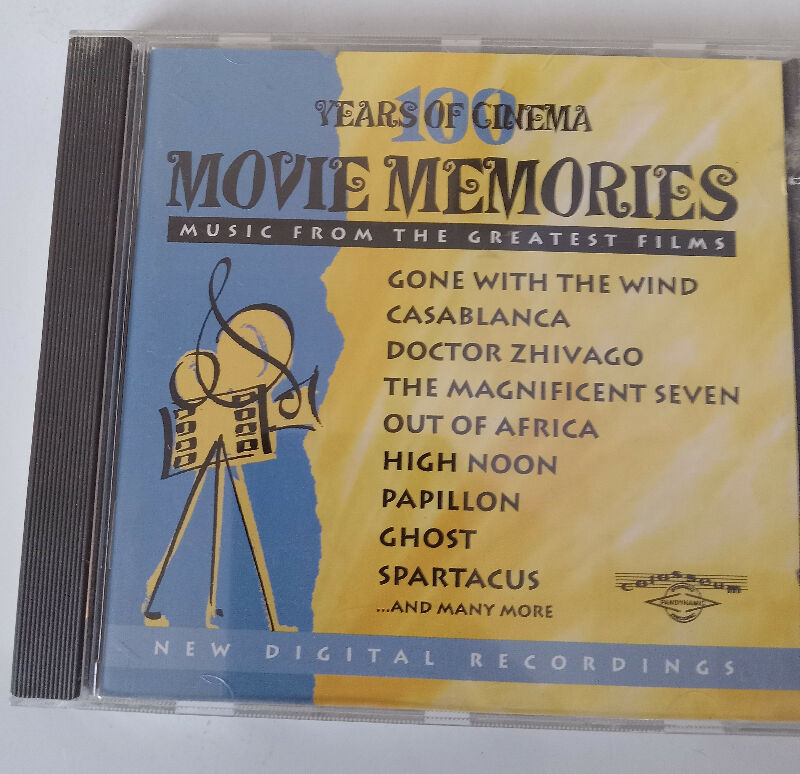 100
YEARS OF CINEMA
MOVIE MEMORIES
MUSIC FROM THE GREATEST FILMS
GONE WITH THE WIND
CASABLANCA
DOCTOR ZHIVAGO
THE MAGNIFICENT SEVEN
OUT OF AFRICA
HIGH NOON
PAPILLON
GHOST
SPARTACUS
...AND MANY MORE
colosseum
PANDYNAMIC
NEW DIGITAL RECORDINGS